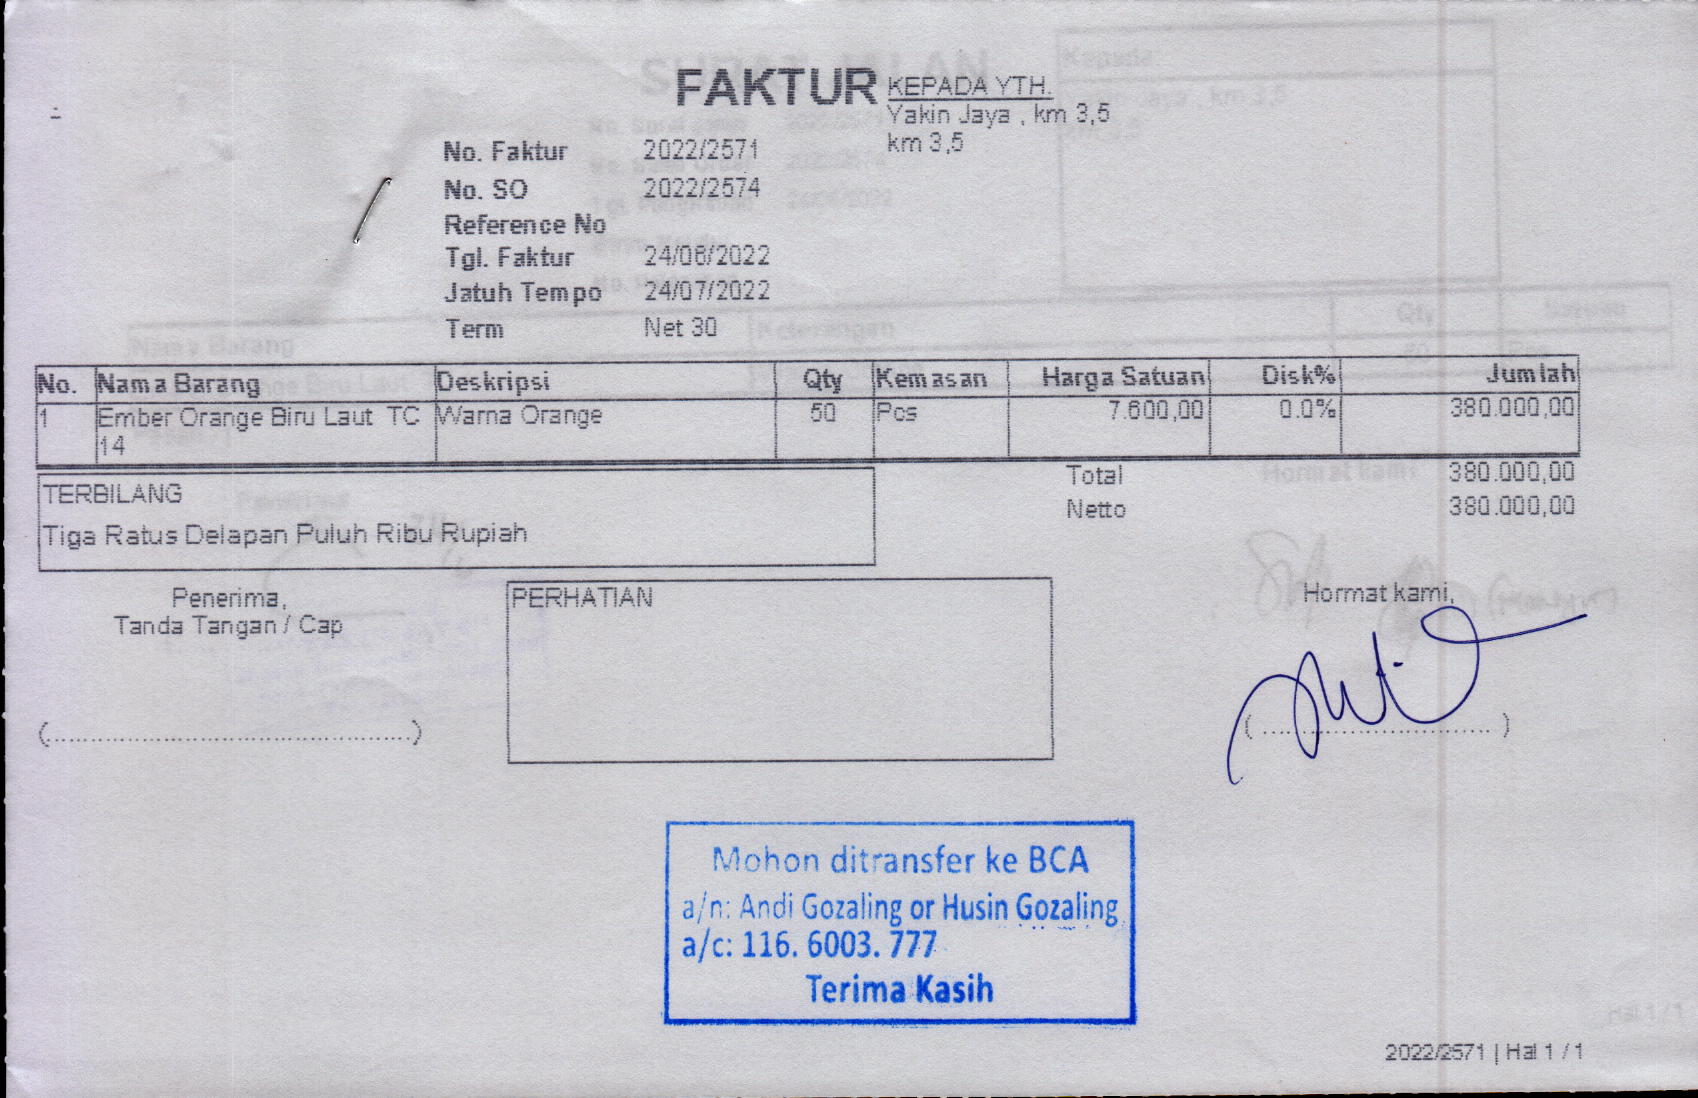 FAKTUR
KEPADA YTH.
Yakin Jaya , km 3,5
km 3,5
No. Faktur 2022/2571
No. SO 2022/2574
Reference No
Tgl. Faktur 24/06/2022
Jatuh Tempo 24/07/2022
Term Net 30
No. Nama Barang Deskripsi Qty Kemasan Harga Satuan Disk% Jumlah
1 Ember Orange Biru Laut TC Warna Orange 50 Pcs 7.600,00 0.0% 380.000,00
14
Total 380.000,00
Netto 380.000,00
TERBILANG
Tiga Ratus Delapan Puluh Ribu Rupiah
Penerima,
Tanda Tangan / Cap
PERHATIAN
Hormat kami,
Mohon ditransfer ke BCA
a/n: Andi Gozaling or Husin Gozaling
a/c: 116. 6003. 777
Terima Kasih
2022/2571 | Hal 1 / 1